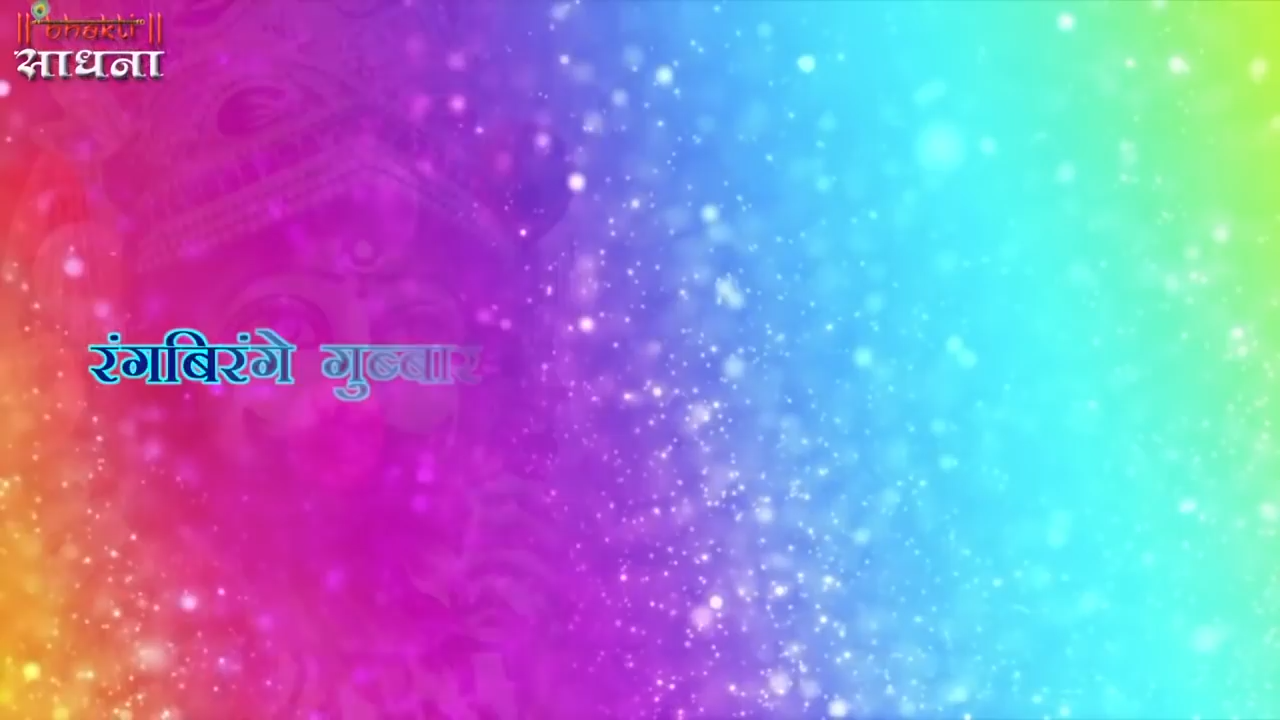 || bhakti ||
साधना
रंगबिरंगे गुब्बार